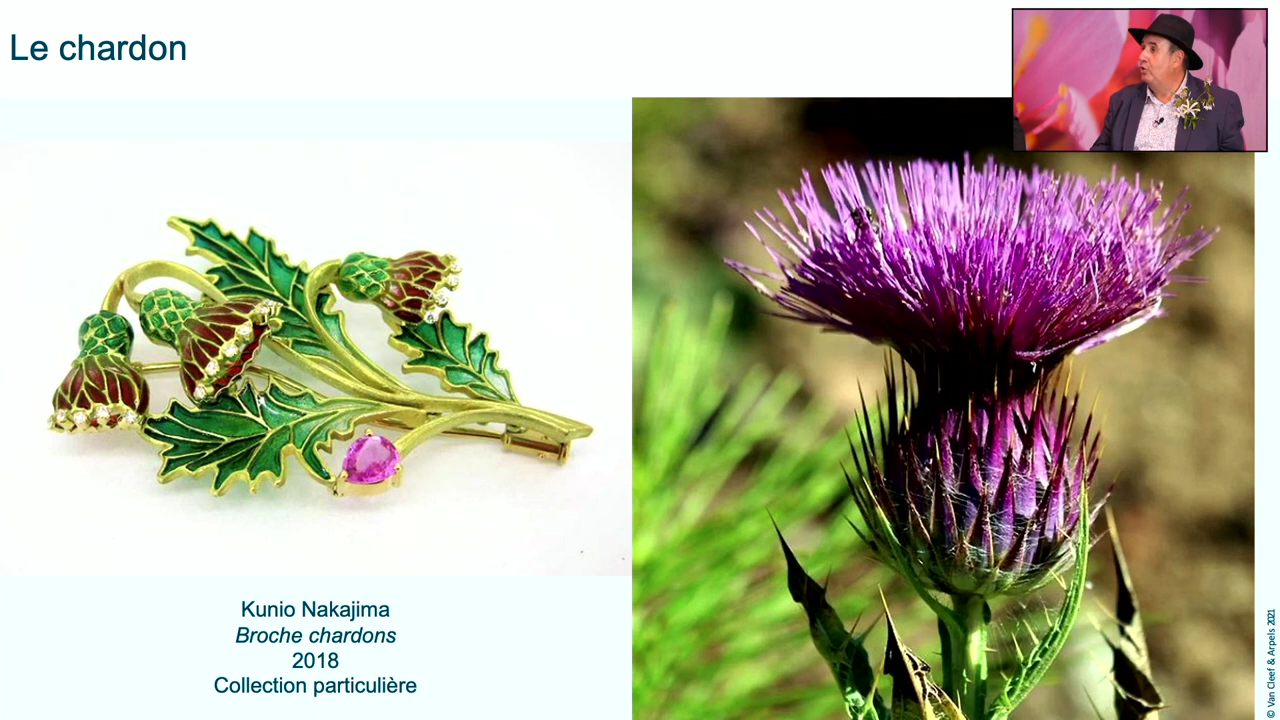 Le chardon
Kunio Nakajima
Broche chardons
2018
Collection particulière
© Van Cleef & Arpels 2021